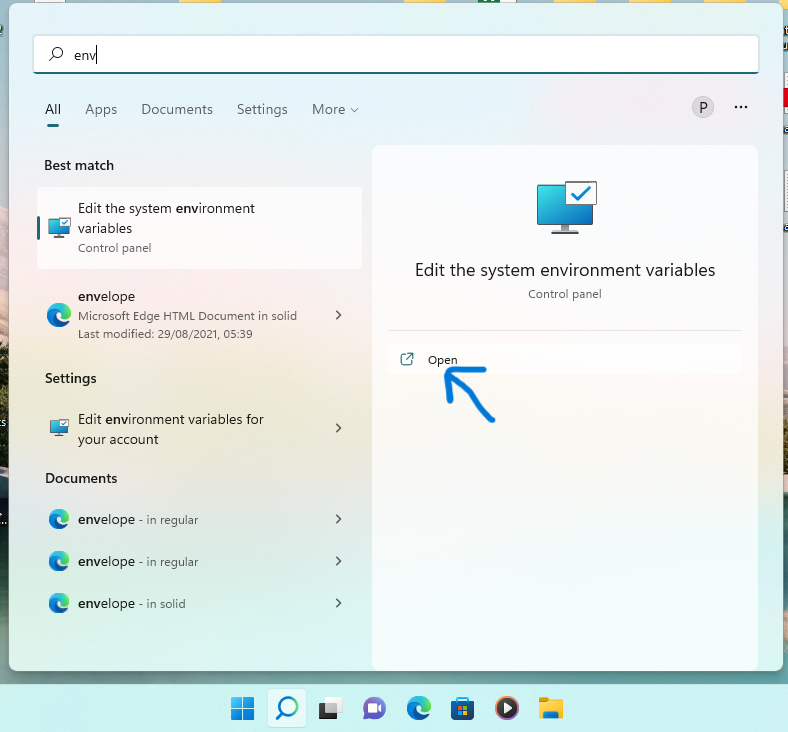 env
All Apps Documents Settings More
P
Best match
Edit the system environment
variables
Control panel
envelope
Microsoft Edge HTML Document in solid
Last modified: 29/08/2021, 05:39
Settings
Edit environment variables for
your account
Documents
envelope - in regular
envelope - in regular
envelope - in solid
Edit the system environment variables
Control panel
Open